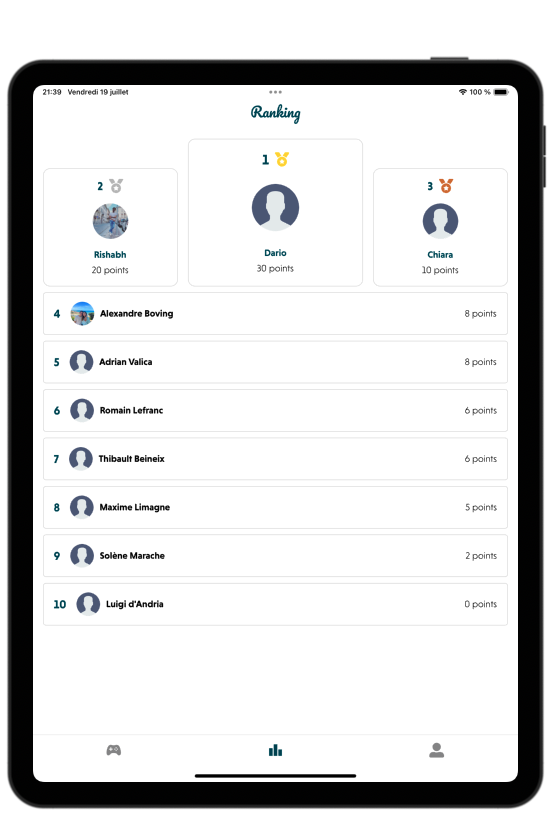 21:39 Vendredi 19 juillet
100 %
Ranking
1
2
3
Rishabh
20 points
Dario
30 points
Chiara
10 points
4 Alexandre Boving 8 points
5 Adrian Valica 8 points
6 Romain Lefranc 6 points
7 Thibault Beineix 6 points
8 Maxime Limagne 5 points
9 Solène Marache 2 points
10 Luigi d'Andria 0 points